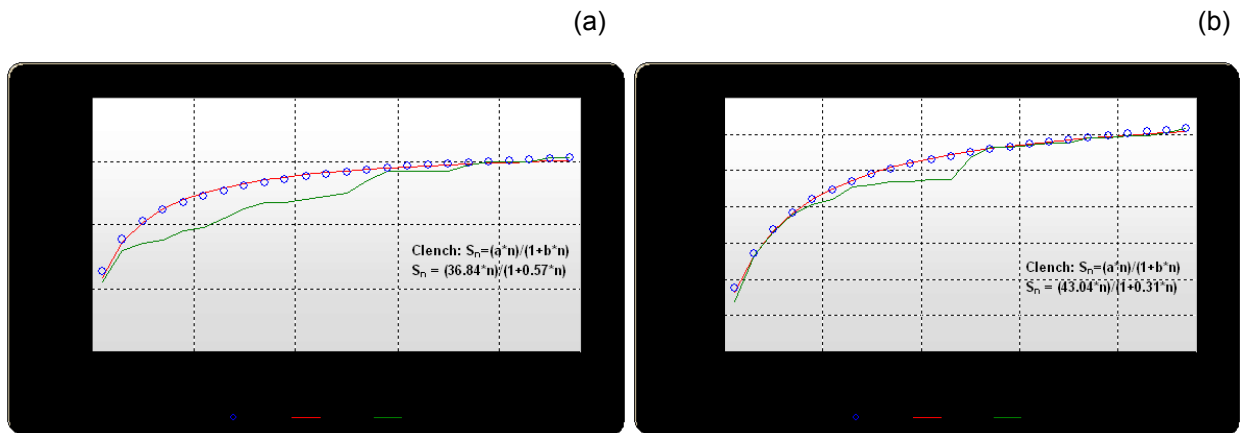 (a)
(b)
Clench: Sn=(a*n)/(1+b*n)
Sn = (36.84*n)/(1+0.57*n)
Clench: Sn=(a*n)/(1+b*n)
Sn = (43.04*n)/(1+0.31*n)